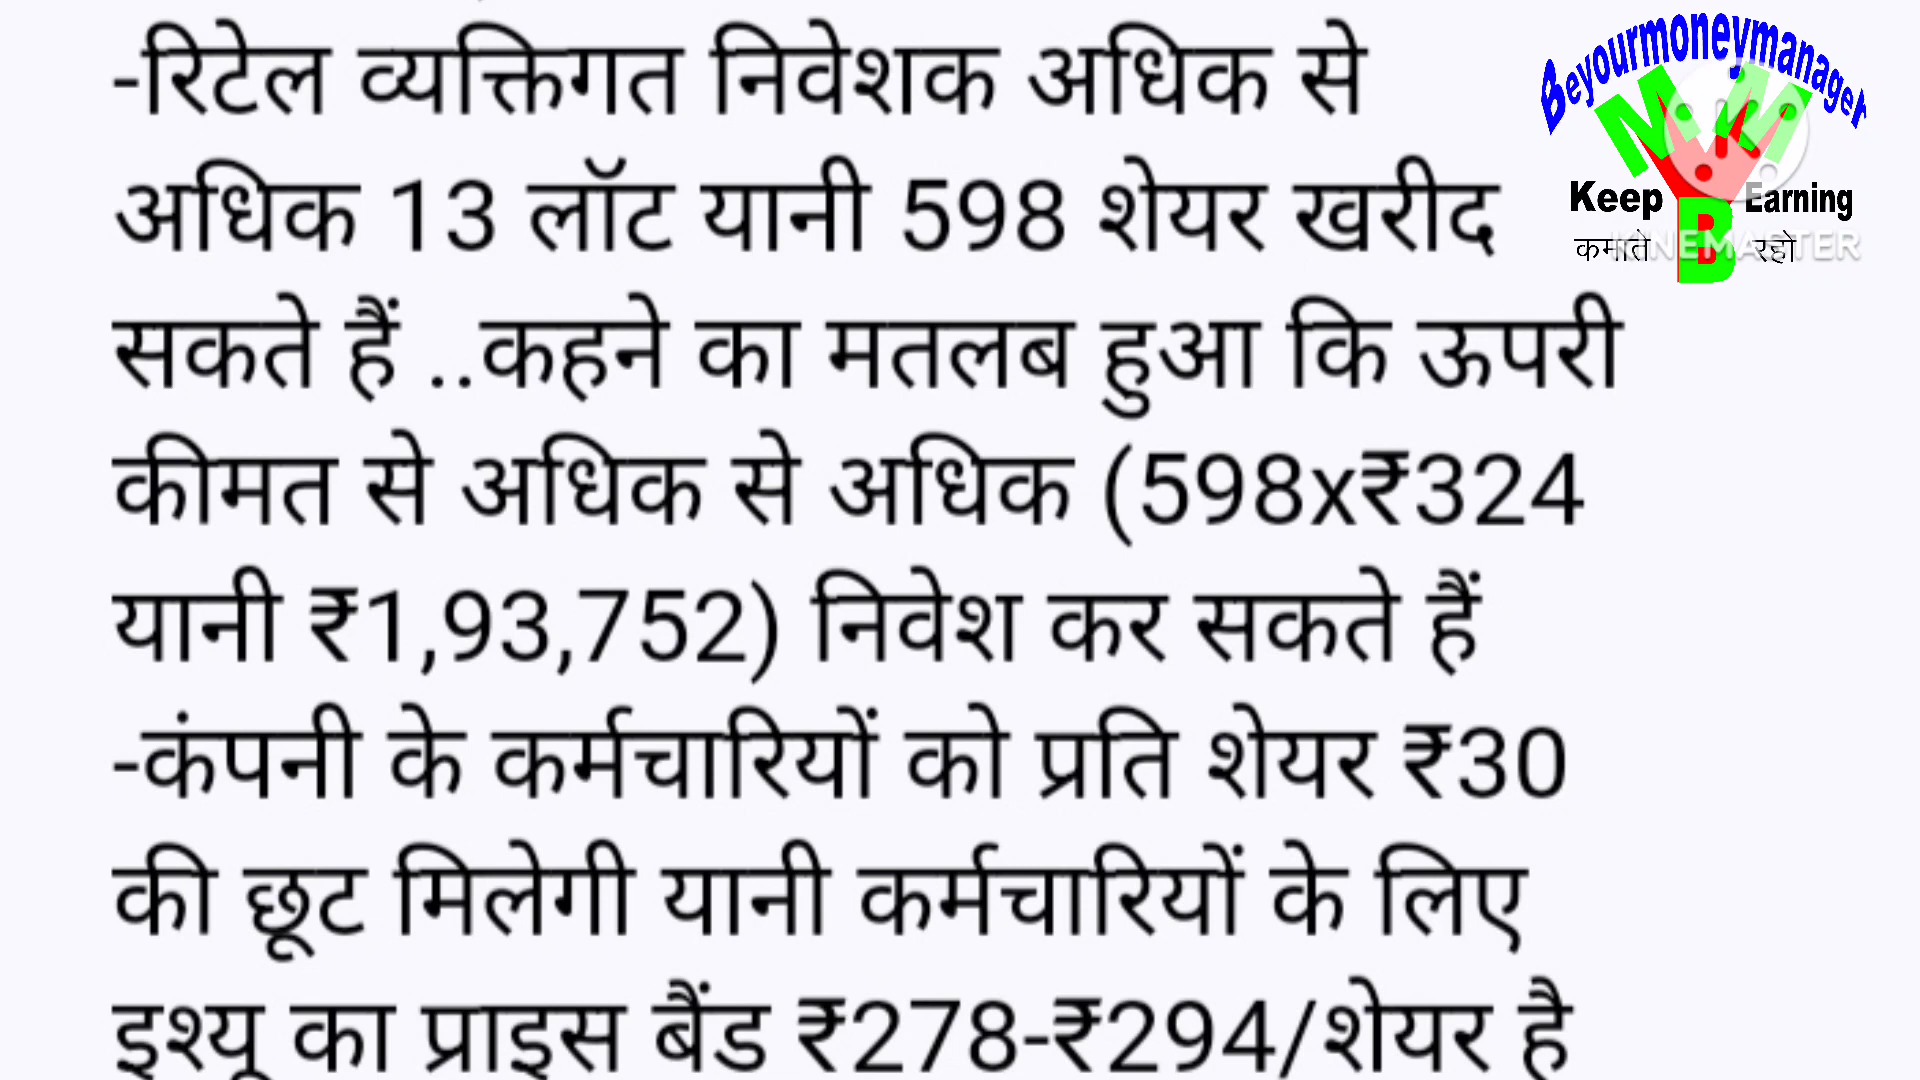 -रिटेल व्यक्तिगत निवेशक अधिक से
अधिक 13 लॉट यानी 598 शेयर खरीद
सकते हैं ..कहने का मतलब हुआ कि ऊपरी
कीमत से अधिक से अधिक (598x₹324
यानी ₹1,93,752) निवेश कर सकते हैं
-कंपनी के कर्मचारियों को प्रति शेयर ₹30
की छूट मिलेगी यानी कर्मचारियों के लिए
इश्यू का प्राइस बैंड ₹278-₹294/शेयर है
Beyourmoneymanager
M M
Keep Earning
B
कमाते रहो
KINEMASTER